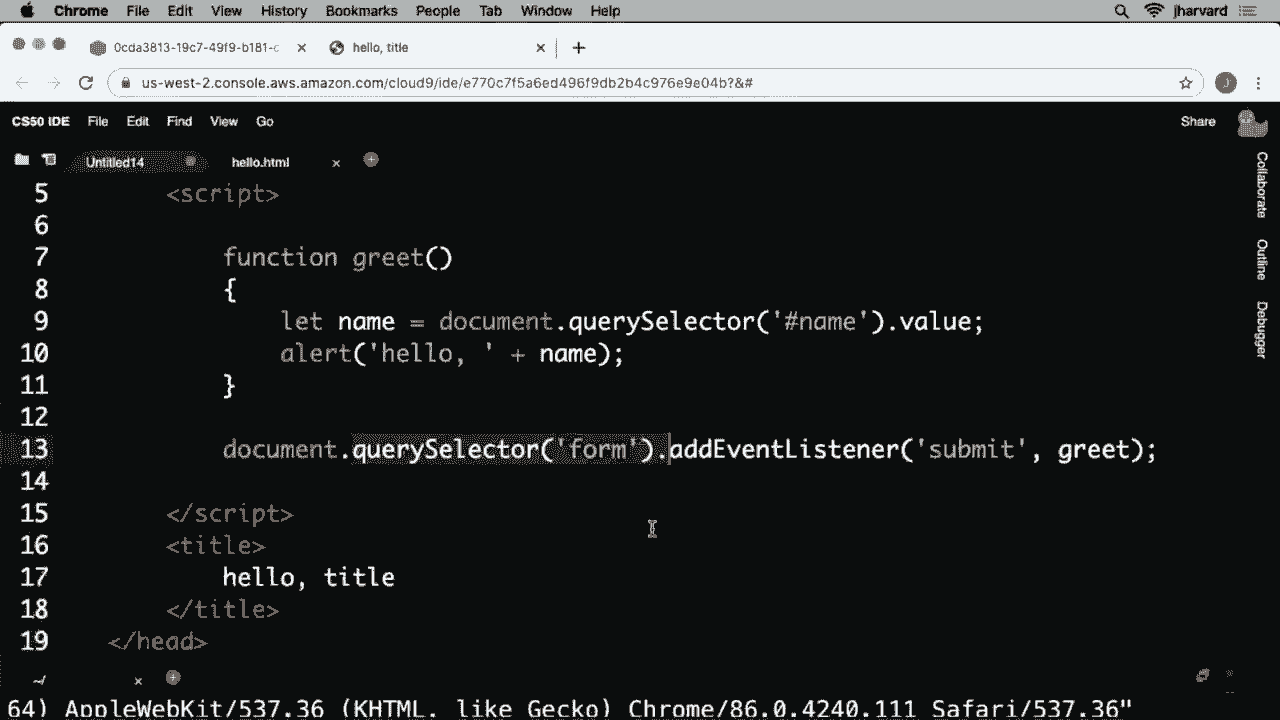 Chrome File Edit View History Bookmarks People Tab Window Help jharvard
0cda3813-19c7-49f9-b181-c hello, title
us-west-2.console.aws.amazon.com/cloud9/ide/e770c7f5a6ed496f9db2b4c976e9e04b?&#
CS50 IDE File Edit Find View Go Share
Untitled14 hello.html
Collaborate
Outline
Debugger
5 <script>
6
7 function greet()
8 {
9 let name = document.querySelector('#name').value;
10 alert('hello, ' + name);
11 }
12
13 document.querySelector('form').addEventListener('submit', greet);
14
15 </script>
16 <title>
17 hello, title
18 </title>
19 </head>
64) AppleWebKit/537.36 (KHTML, like Gecko) Chrome/86.0.4240.111 Safari/537.36"